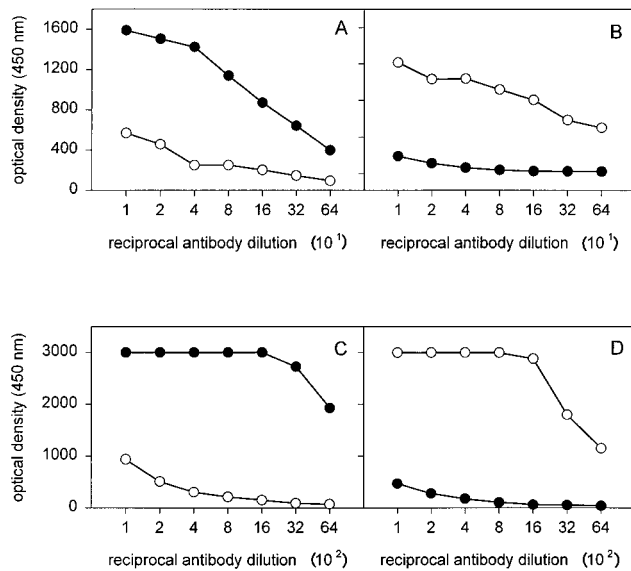 A
B
optical density (450 nm)
1600
1200
800
400
0
1 2 4 8 16 32 64
1 2 4 8 16 32 64
reciprocal antibody dilution (10¹)
reciprocal antibody dilution (10¹)
C
D
optical density (450 nm)
3000
2000
1000
0
1 2 4 8 16 32 64
1 2 4 8 16 32 64
reciprocal antibody dilution (10²)
reciprocal antibody dilution (10²)